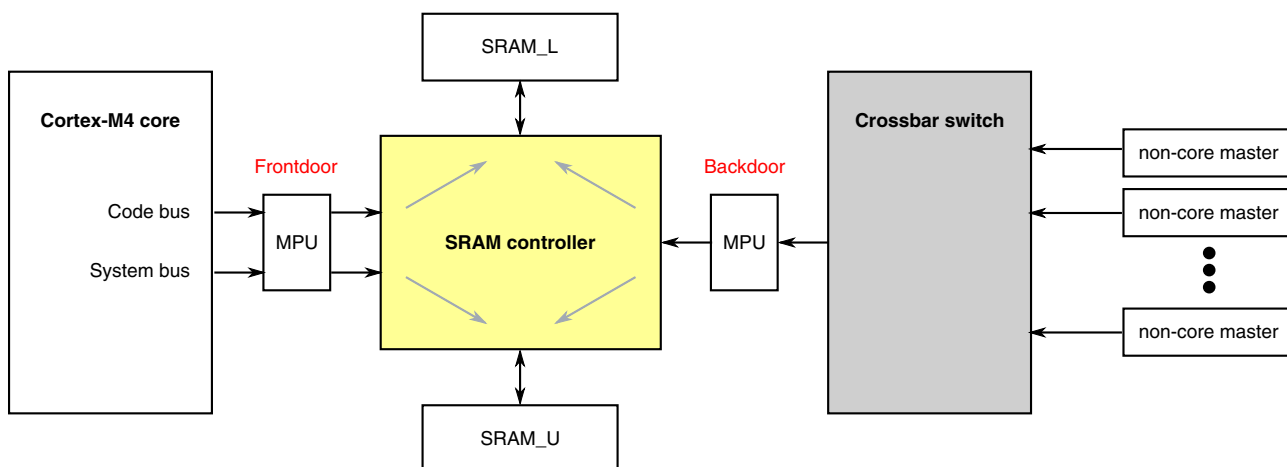 SRAM_L
Cortex-M4 core
Crossbar switch
Frontdoor
Backdoor
non-core master
Code bus
MPU
SRAM controller
MPU
non-core master
System bus
non-core master
SRAM_U